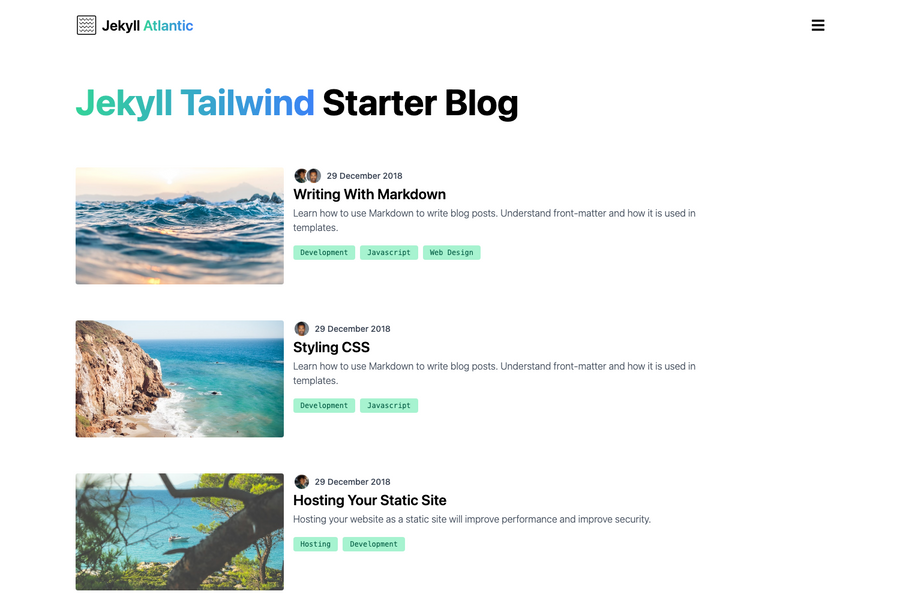 Jekyll Atlantic
Jekyll Tailwind Starter Blog
29 December 2018
Writing With Markdown
Learn how to use Markdown to write blog posts. Understand front-matter and how it is used in
templates.
Development Javascript Web Design
29 December 2018
Styling CSS
Learn how to use Markdown to write blog posts. Understand front-matter and how it is used in
templates.
Development Javascript
29 December 2018
Hosting Your Static Site
Hosting your website as a static site will improve performance and improve security.
Hosting Development